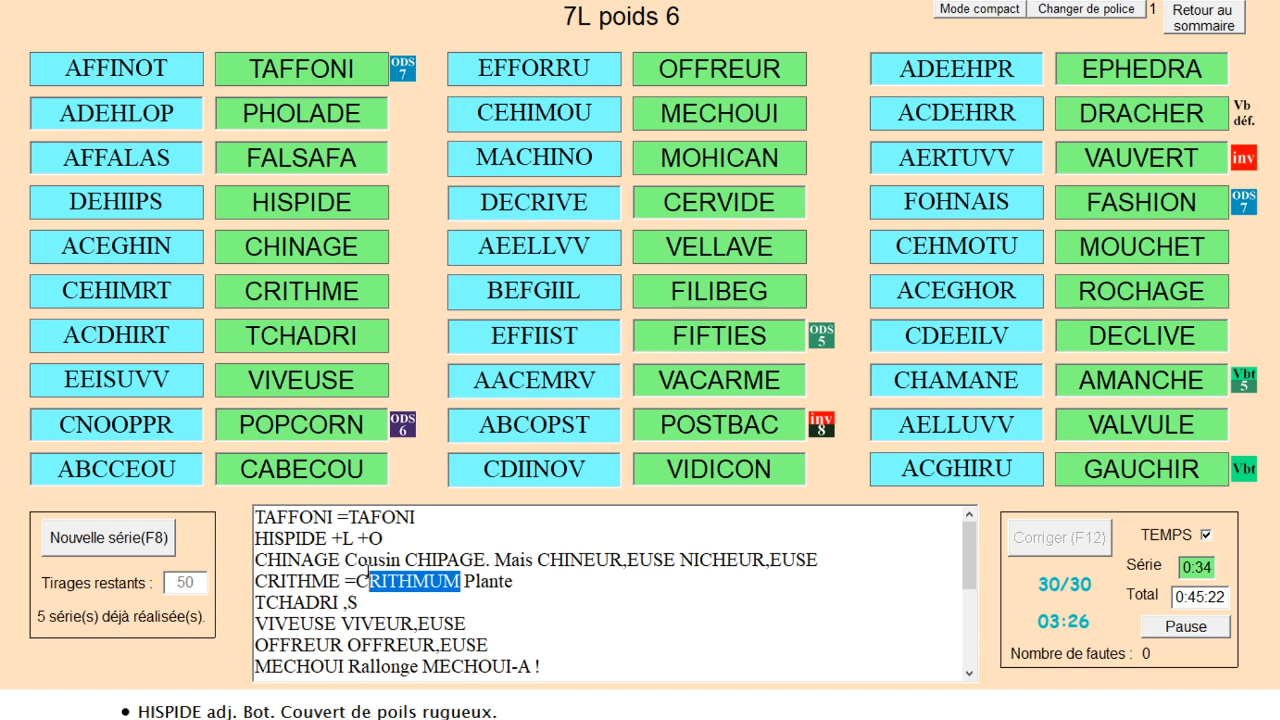 7L poids 6
Mode compact Changer de police 1 Retour au sommaire
AFFINOT TAFFONI ODS 7 EFFORRU OFFREUR ADEEHPR EPHEDRA
ADEHLOP PHOLADE CEHIMOU MECHOUI ACDEHRR DRACHER Vb déf.
AFFALAS FALSAFA MACHINO MOHICAN AERTUVV VAUVERT inv
DEHIIPS HISPIDE DECRIVE CERVIDE FOHNAIS FASHION ODS 7
ACEGHIN CHINAGE AEELLVV VELLAVE CEHMOTU MOUCHET
CEHIMRT CRITHME BEFGIIL FILIBEG ACEGHOR ROCHAGE
ACDHIRT TCHADRI EFFIIST FIFTIES ODS 5 CDEEILV DECLIVE
EEISUVV VIVEUSE AACEMRV VACARME CHAMANE AMANCHE Vbt 5
CNOOPPR POPCORN ODS 6 ABCOPST POSTBAC inv 8 AELLUVV VALVULE
ABCCEOU CABECOU CDIINOV VIDICON ACGHIRU GAUCHIR Vbt
Nouvelle série(F8)
Tirages restants : 50
5 série(s) déjà réalisée(s).
TAFFONI =TAFONI
HISPIDE +L +O
CHINAGE Cousin CHIPAGE. Mais CHINEUR,EUSE NICHEUR,EUSE
CRITHME =CRITHMUM Plante
TCHADRI ,S
VIVEUSE VIVEUR,EUSE
OFFREUR OFFREUR,EUSE
MECHOUI Rallonge MECHOUI-A !
Corriger (F12) TEMPS
Série 0:34
30/30
Total 0:45:22
03:26 Pause
Nombre de fautes : 0
• HISPIDE adj. Bot. Couvert de poils rugueux.